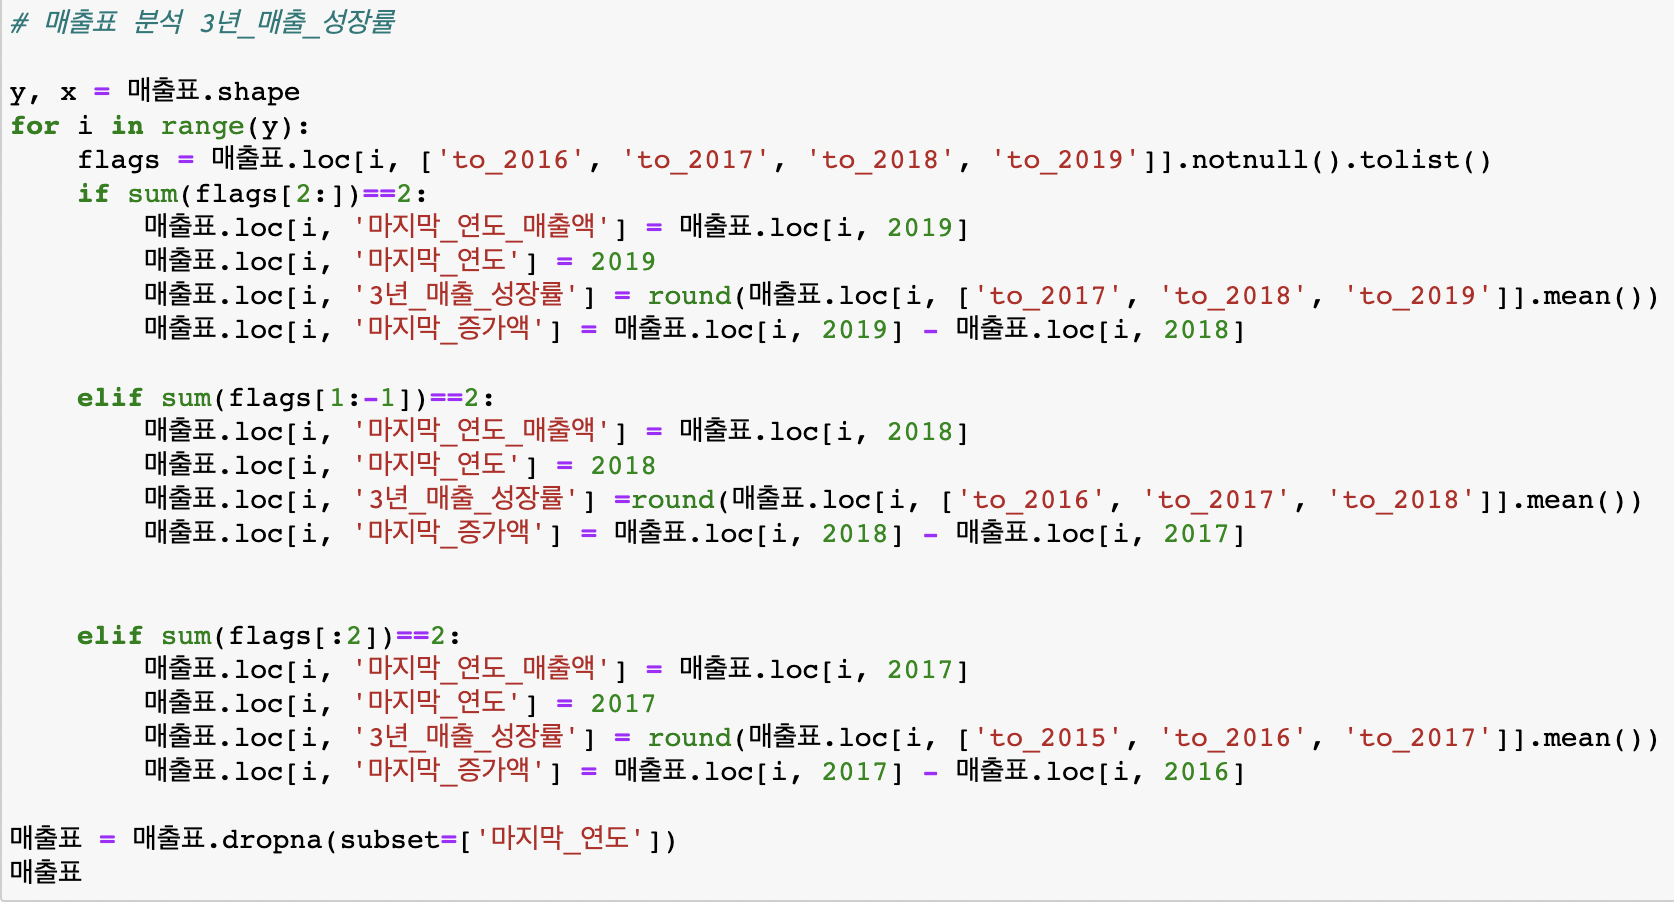 # 매출표 분석 3년_매출_성장률

y, x = 매출표.shape
for i in range(y):
    flags = 매출표.loc[i, ['to_2016', 'to_2017', 'to_2018', 'to_2019']].notnull().tolist()
    if sum(flags[2:])==2:
        매출표.loc[i, '마지막_연도_매출액'] = 매출표.loc[i, 2019]
        매출표.loc[i, '마지막_연도'] = 2019
        매출표.loc[i, '3년_매출_성장률'] = round(매출표.loc[i, ['to_2017', 'to_2018', 'to_2019']].mean())
        매출표.loc[i, '마지막_증가액'] = 매출표.loc[i, 2019] - 매출표.loc[i, 2018]

    elif sum(flags[1:-1])==2:
        매출표.loc[i, '마지막_연도_매출액'] = 매출표.loc[i, 2018]
        매출표.loc[i, '마지막_연도'] = 2018
        매출표.loc[i, '3년_매출_성장률'] =round(매출표.loc[i, ['to_2016', 'to_2017', 'to_2018']].mean())
        매출표.loc[i, '마지막_증가액'] = 매출표.loc[i, 2018] - 매출표.loc[i, 2017]


    elif sum(flags[:2])==2:
        매출표.loc[i, '마지막_연도_매출액'] = 매출표.loc[i, 2017]
        매출표.loc[i, '마지막_연도'] = 2017
        매출표.loc[i, '3년_매출_성장률'] = round(매출표.loc[i, ['to_2015', 'to_2016', 'to_2017']].mean())
        매출표.loc[i, '마지막_증가액'] = 매출표.loc[i, 2017] - 매출표.loc[i, 2016]

매출표 = 매출표.dropna(subset=['마지막_연도'])
매출표